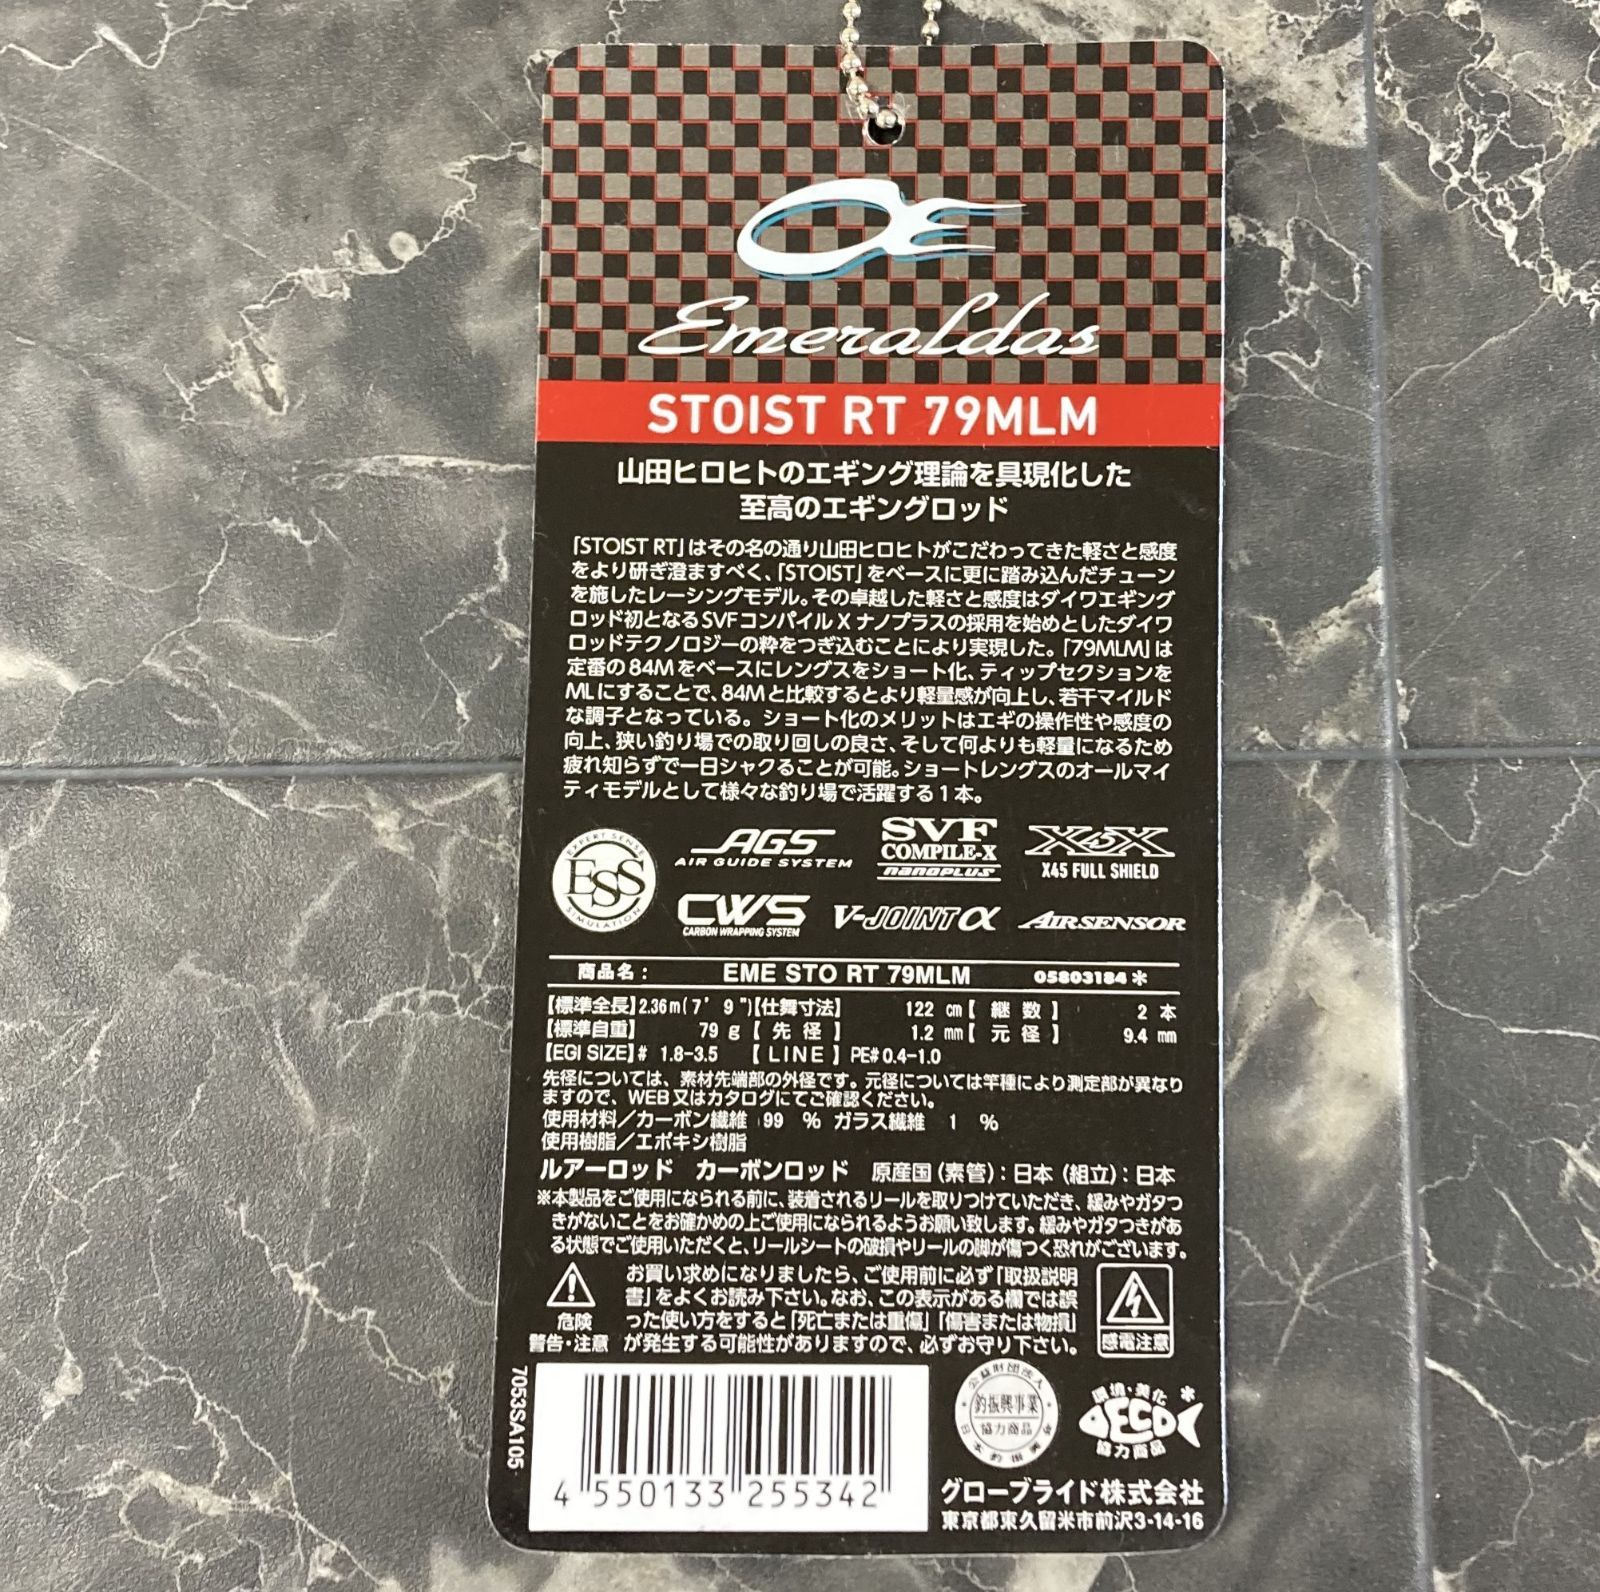 Emeraldas
STOIST RT 79MLM
山田ヒロヒトのエギング理論を具現化した
至高のエギングロッド
「STOIST RT」はその名の通り山田ヒロヒトがこだわってきた軽さと感度
をより研ぎ澄ますべく、「STOIST」をベースに更に踏み込んだチューン
を施したレーシングモデル。その卓越した軽さと感度はダイワエギング
ロッド初となるSVFコンパイルX ナノプラスの採用を始めとしたダイワ
ロッドテクノロジーの粋をつぎ込むことにより実現した。「79MLM」は
定番の84Mをベースにレングスをショート化、ティップセクションを
MLにすることで、84Mと比較するとより軽量感が向上し、若干マイルド
な調子となっている。ショート化のメリットはエギの操作性や感度の
向上、狭い釣り場での取り回しの良さ、そして何よりも軽量になるため
疲れ知らずで一日シャクることが可能。ショートレングスのオールマイ
ティモデルとして様々な釣り場で活躍する1本。
EXPERT SENSE
ESS
SIMULATION
AGS
AIR GUIDE SYSTEM
SVF
COMPILE-X
nanoplus
X45X
X45 FULL SHIELD
CWS
CARBON WRAPPING SYSTEM
V-JOINT α
AIRSENSOR
商品名： EME STO RT 79MLM 05803184＊
【標準全長】2.36m(7' 9")【仕舞寸法】 122 cm【 継 数 】 2 本
【標準自重】 79 g【 先 径 】 1.2 mm【 元 径 】 9.4 mm
【EGI SIZE】# 1.8-3.5 【 LINE 】PE#0.4-1.0
先径については、素材先端部の外径です。元径については竿種により測定部が異なり
ますので、WEB又はカタログにてご確認ください。
使用材料／カーボン繊維 99 % ガラス繊維 1 %
使用樹脂／エポキシ樹脂
ルアーロッド カーボンロッド 原産国（素管）：日本（組立）：日本
※本製品をご使用になられる前に、装着されるリールを取りつけていただき、緩みやガタつ
きがないことをお確かめの上ご使用になられるようお願い致します。緩みやガタつきがあ
る状態でご使用いただくと、リールシートの破損やリールの脚が傷つく恐れがございます。
危険
警告・注意
お買い求めになりましたら、ご使用前に必ず「取扱説明
書」をよくお読み下さい。なお、この表示がある欄では誤
った使い方をすると「死亡または重傷」「傷害または物損」
が発生する可能性がありますので、必ずお守り下さい。
感電注意
7053SA105
4 550133 255342
公益財団法人
釣振興事業
協力商品
日本釣振興会
環境・美化
ECO
協力商品
グローブライド株式会社
東京都東久留米市前沢3-14-16